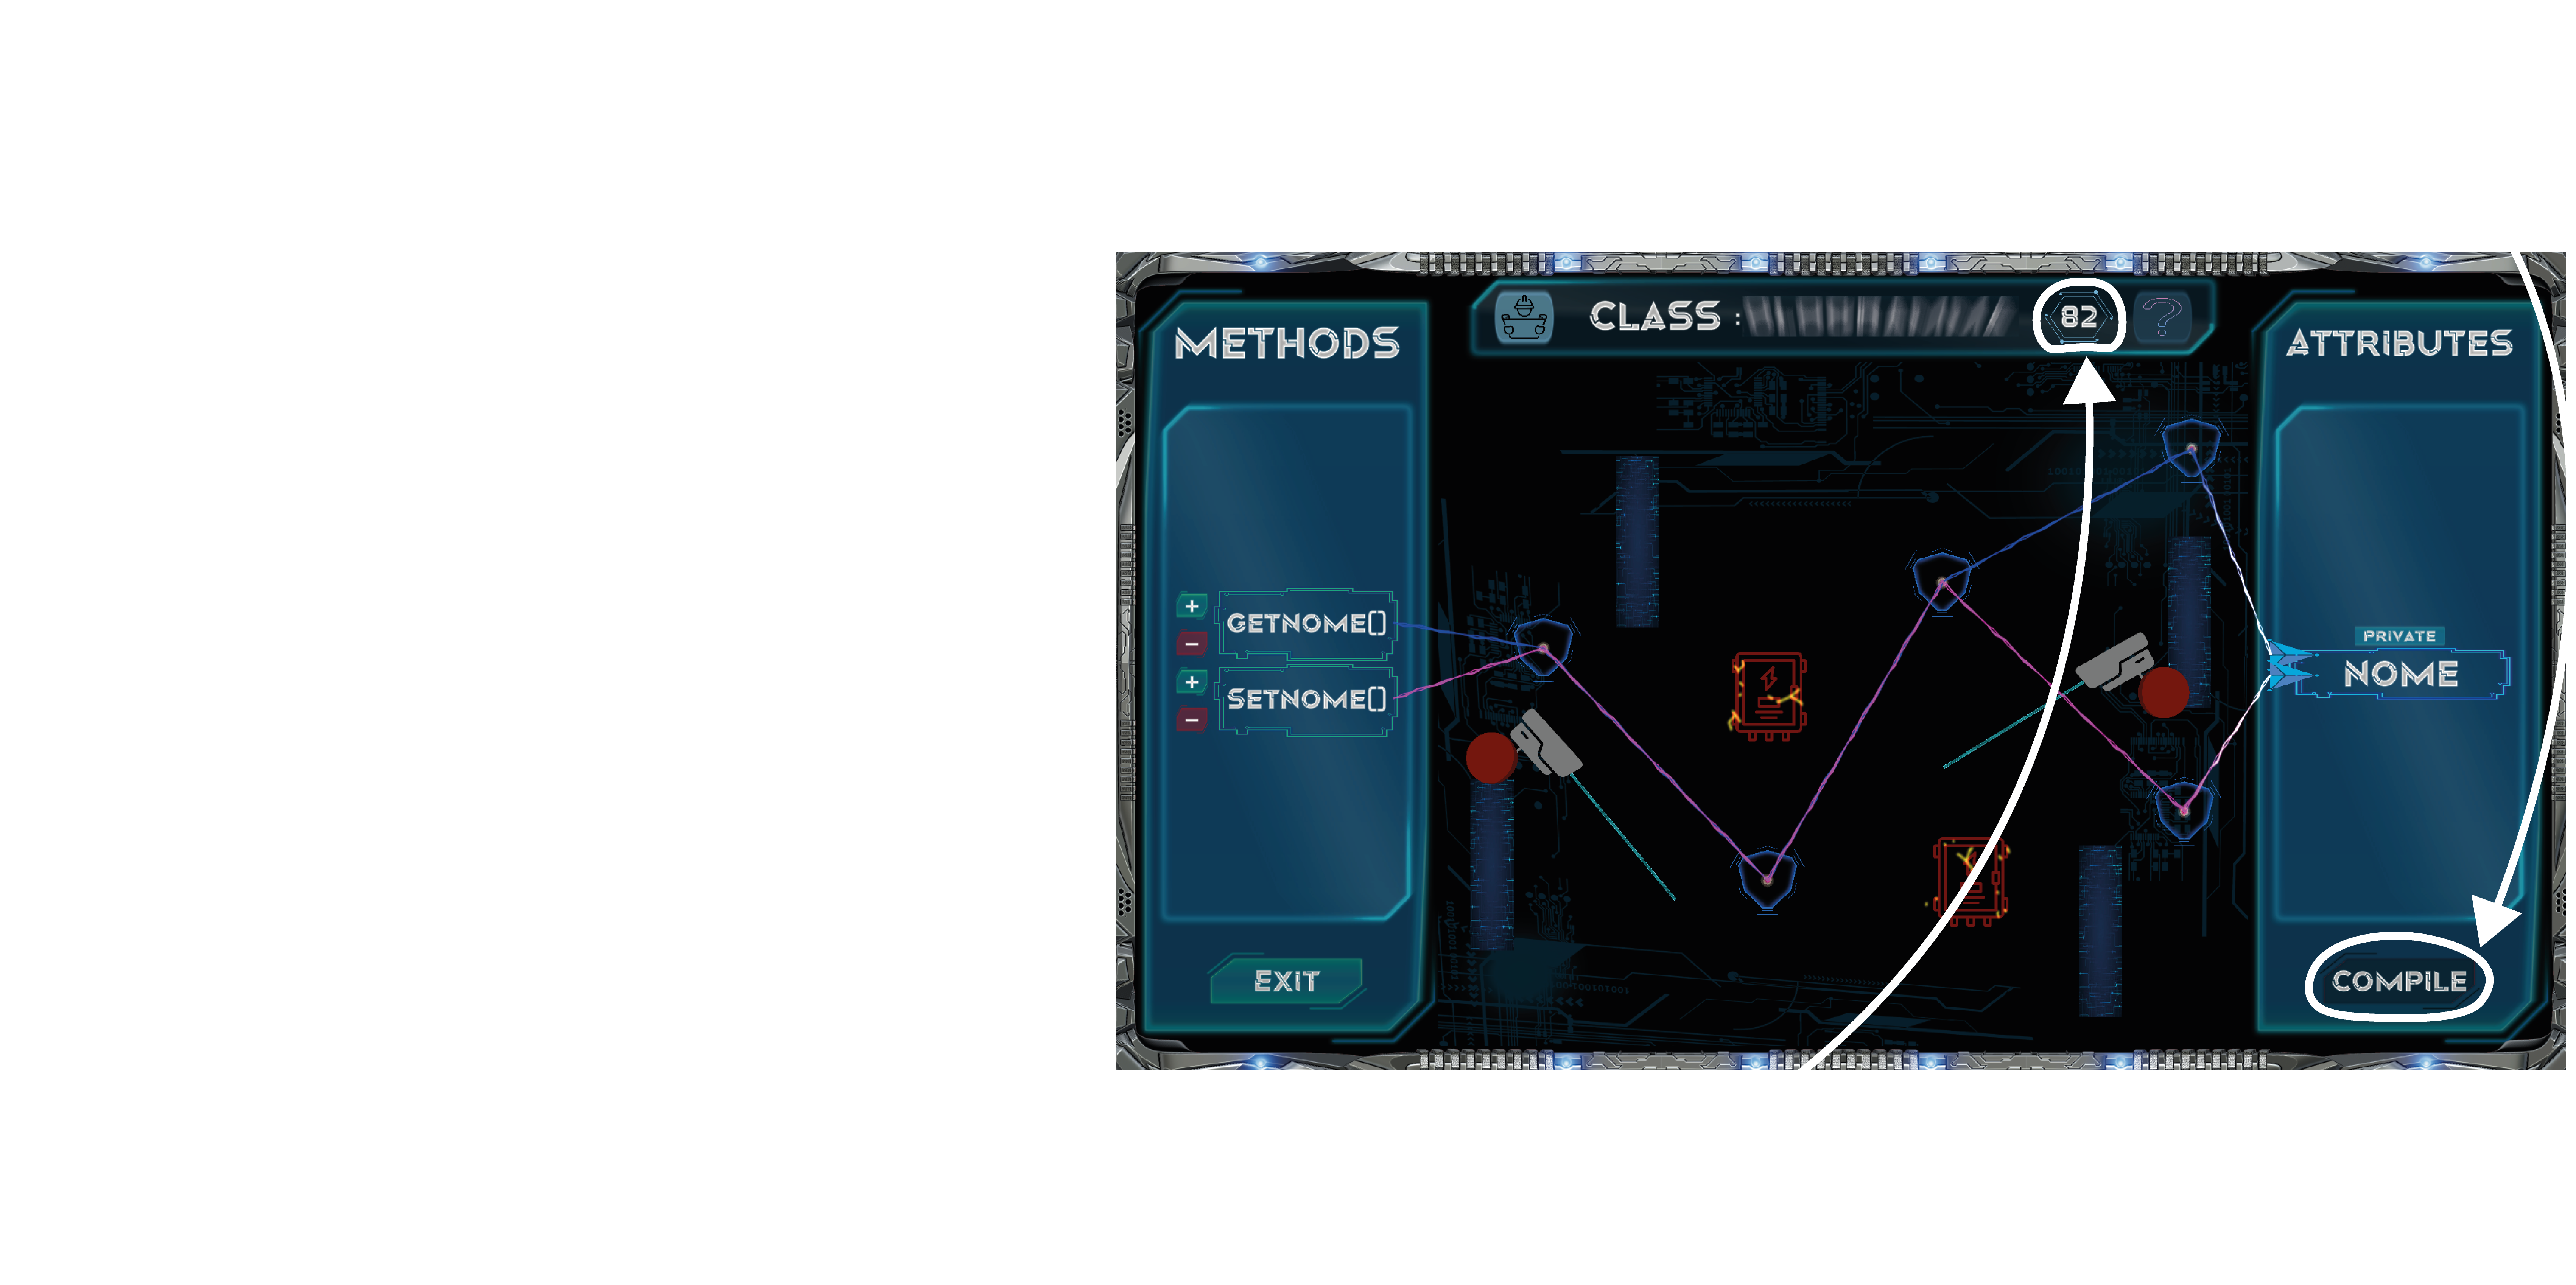 CLASS :
82
?
METHODS
ATTRIBUTES
+
GETNOME()
-
+
SETNOME()
-
PRIVATE
NOME
EXIT
COMPILE